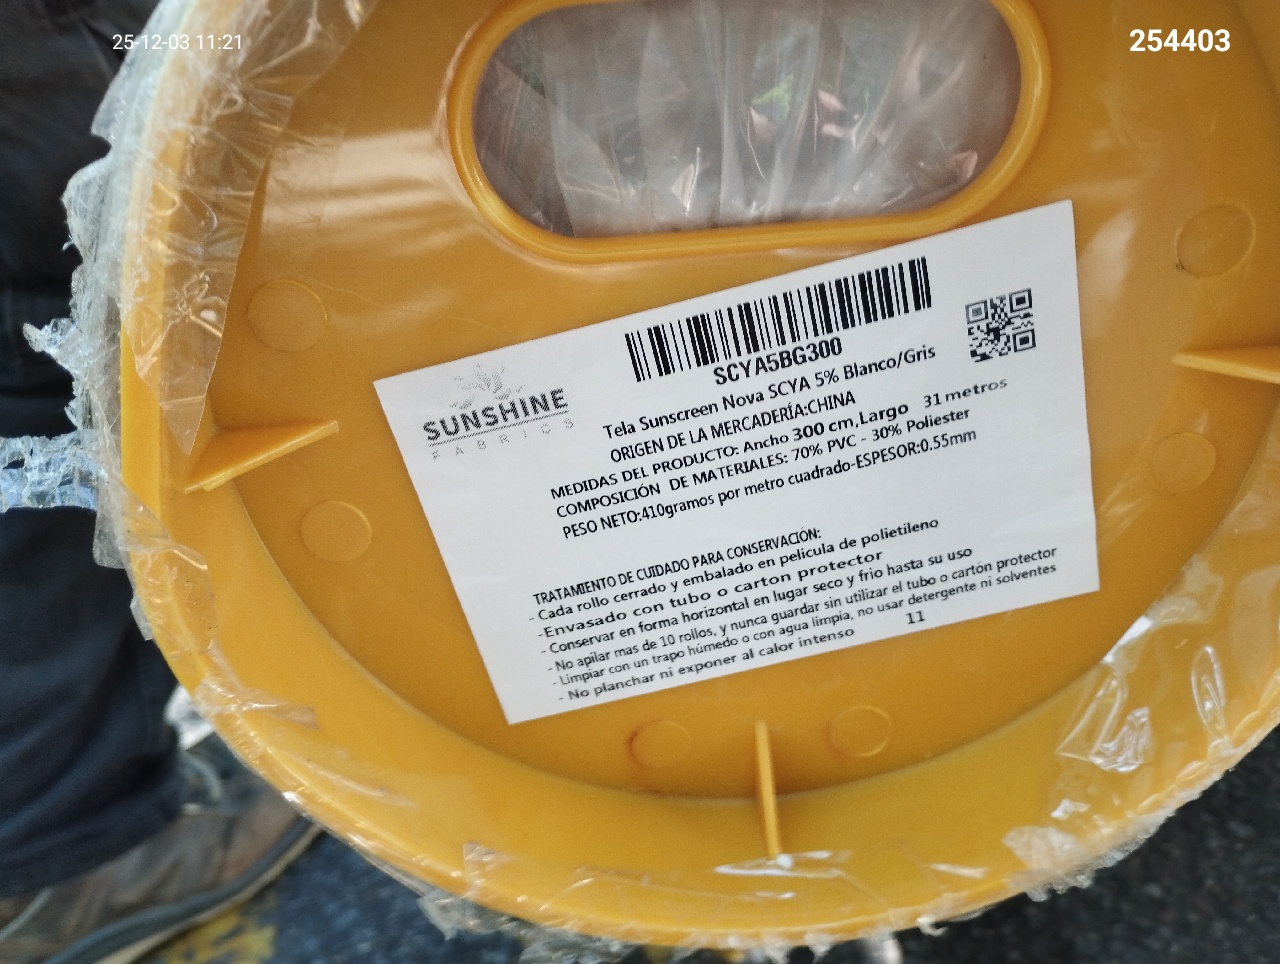 25-12-03 11:21
254403
SUNSHINE
FABRICS
SCYA5BG300
Tela Sunscreen Nova SCYA 5% Blanco/Gris
ORIGEN DE LA MERCADERÍA:CHINA
MEDIDAS DEL PRODUCTO: Ancho 300 cm,Largo 31 metros
COMPOSICIÓN DE MATERIALES: 70% PVC - 30% Poliester
PESO NETO:410gramos por metro cuadrado-ESPESOR:0.55mm
TRATAMIENTO DE CUIDADO PARA CONSERVACIÓN:
- Cada rollo cerrado y embalado en película de polietileno
-Envasado con tubo o carton protector
- Conservar en forma horizontal en lugar seco y frio hasta su uso
- No apilar mas de 10 rollos, y nunca guardar sin utilizar el tubo o cartón protector
- Limpiar con un trapo húmedo o con agua limpia, no usar detergente ni solventes
- No planchar ni exponer al calor intenso 11